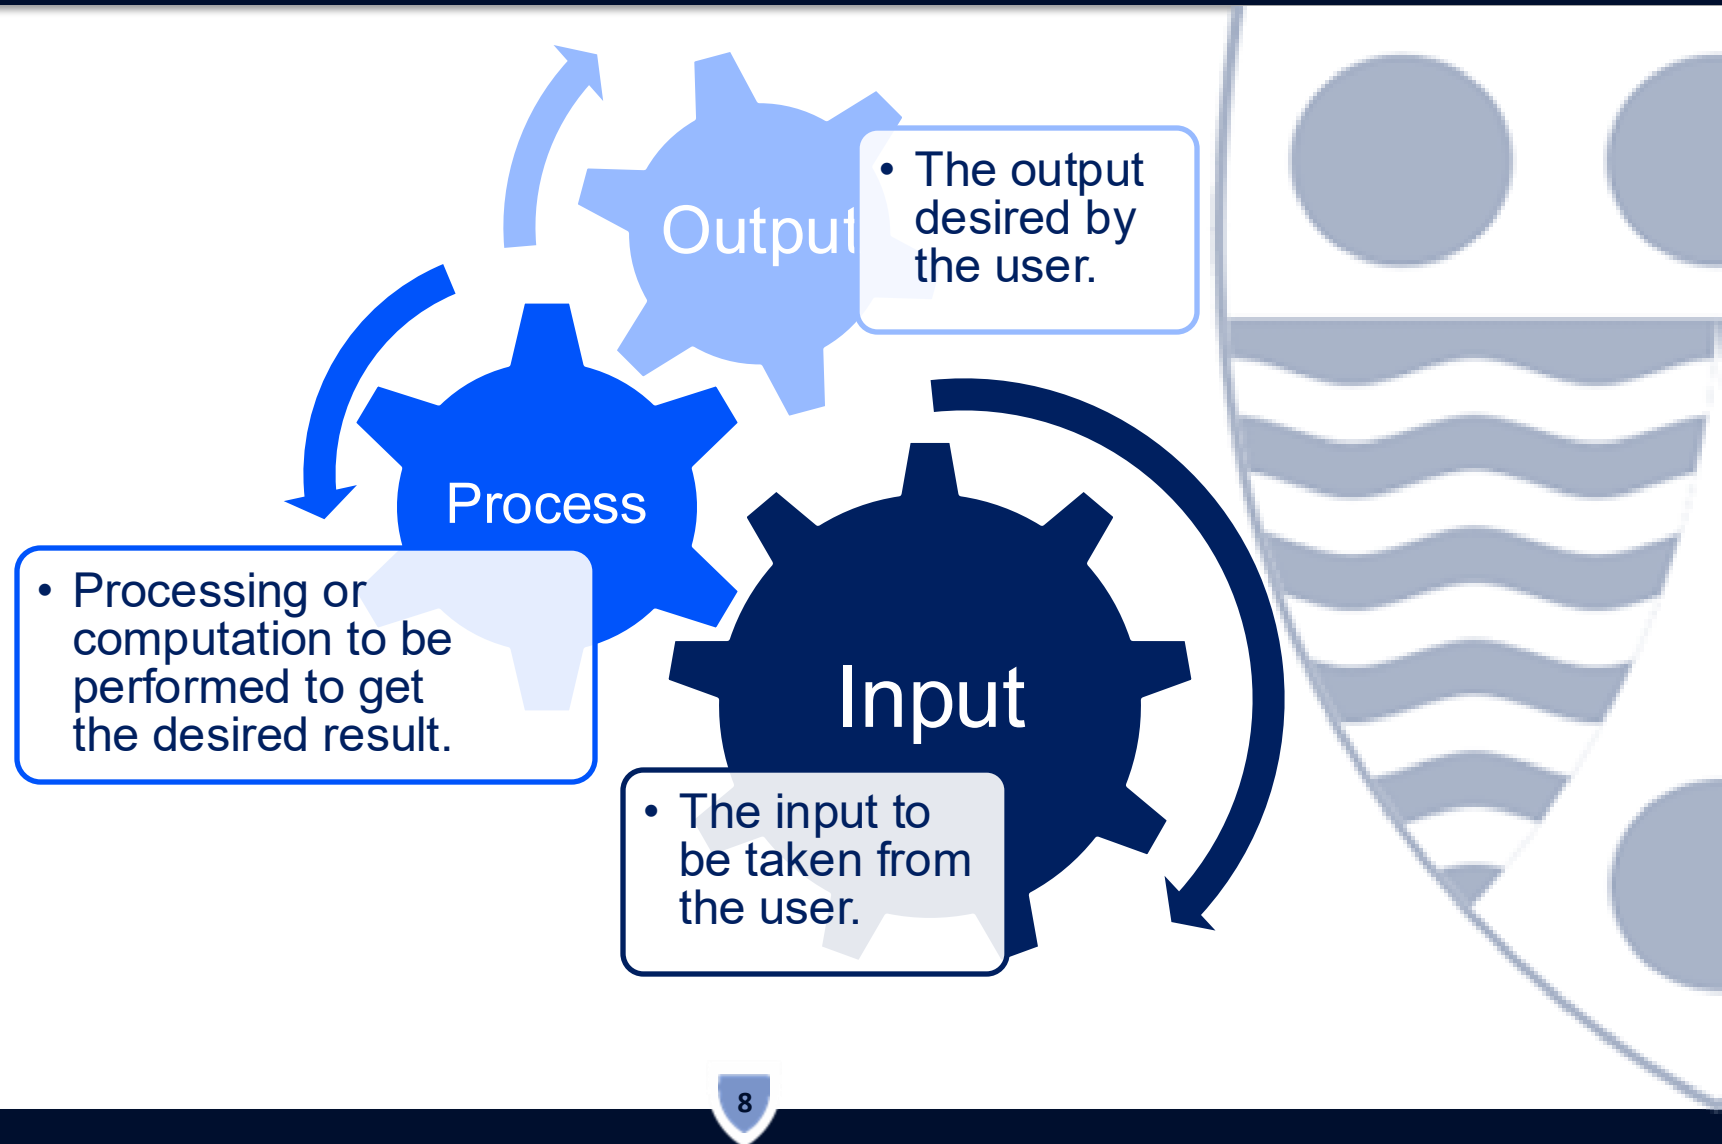 Output
• The output
desired by
the user.
Process
• Processing or
computation to be
performed to get
the desired result.
Input
• The input to
be taken from
the user.
8